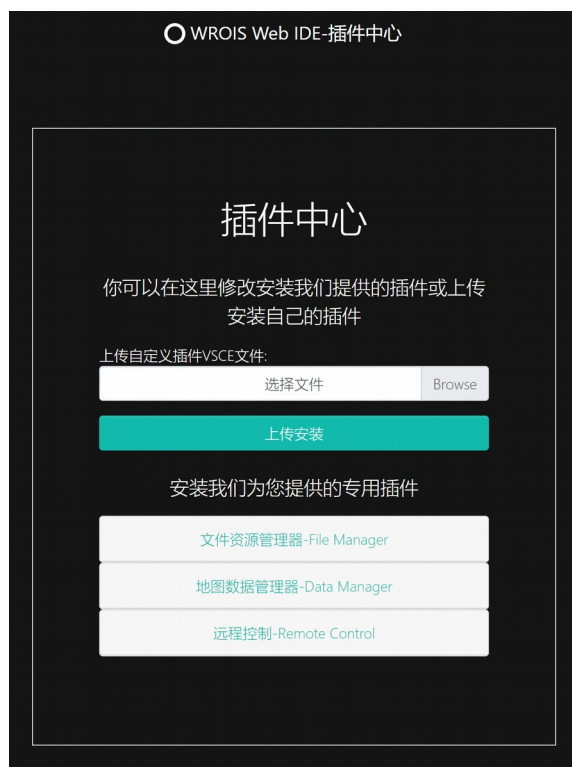 WROIS Web IDE-插件中心
插件中心
你可以在这里修改安装我们提供的插件或上传
安装自己的插件
上传自定义插件VSCE文件:
选择文件
Browse
上传安装
安装我们为您提供的专用插件
文件资源管理器-File Manager
地图数据管理器-Data Manager
远程控制-Remote Control